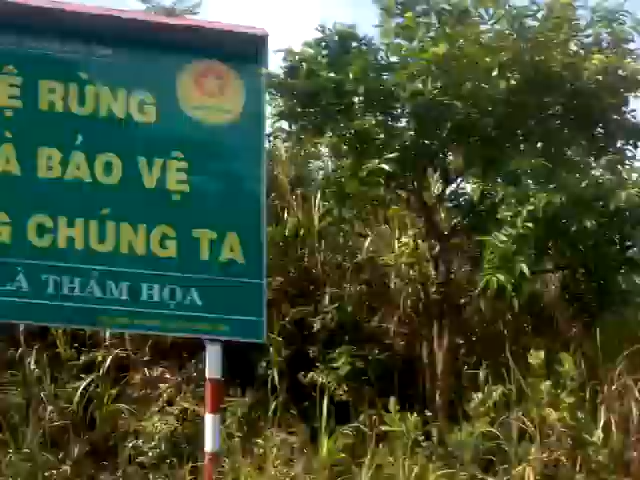 Ệ RỪNG
À BẢO VỆ
G CHÚNG TA
LÀ THẢM HỌA